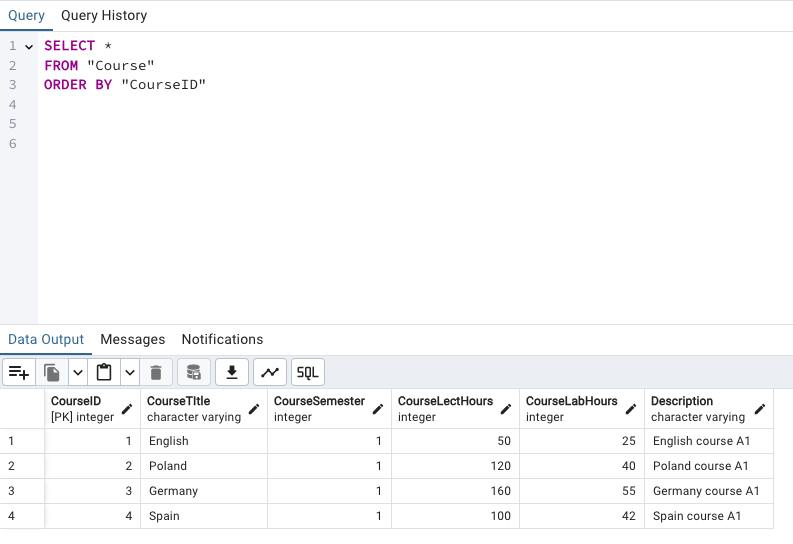 Query Query History
1 SELECT *
2 FROM "Course"
3 ORDER BY "CourseID"
4
5
6
Data Output Messages Notifications
SQL
CourseID CourseTItle CourseSemester CourseLectHours CourseLabHours Description
[PK] integer character varying integer integer integer character varying
1 1 English 1 50 25 English course A1
2 2 Poland 1 120 40 Poland course A1
3 3 Germany 1 160 55 Germany course A1
4 4 Spain 1 100 42 Spain course A1